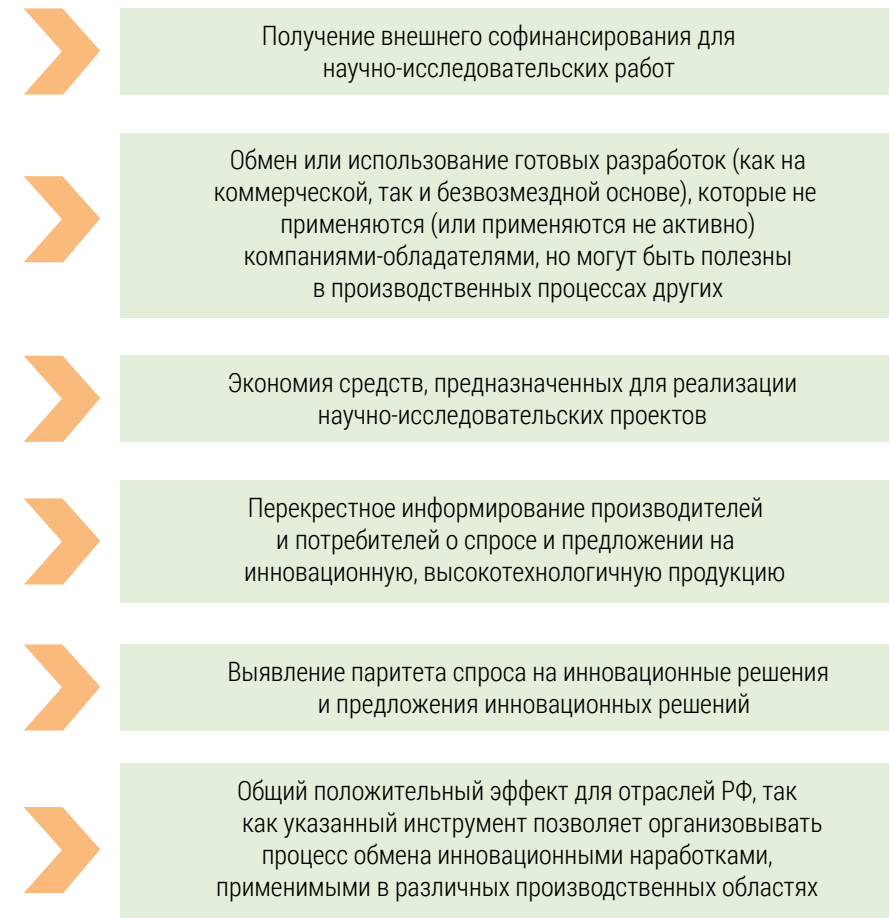 Получение внешнего софинансирования для
научно-исследовательских работ
Обмен или использование готовых разработок (как на
коммерческой, так и безвозмездной основе), которые не
применяются (или применяются не активно)
компаниями-обладателями, но могут быть полезны
в производственных процессах других
Экономия средств, предназначенных для реализации
научно-исследовательских проектов
Перекрестное информирование производителей
и потребителей о спросе и предложении на
инновационную, высокотехнологичную продукцию
Выявление паритета спроса на инновационные решения
и предложения инновационных решений
Общий положительный эффект для отраслей РФ, так
как указанный инструмент позволяет организовывать
процесс обмена инновационными наработками,
применимыми в различных производственных областях